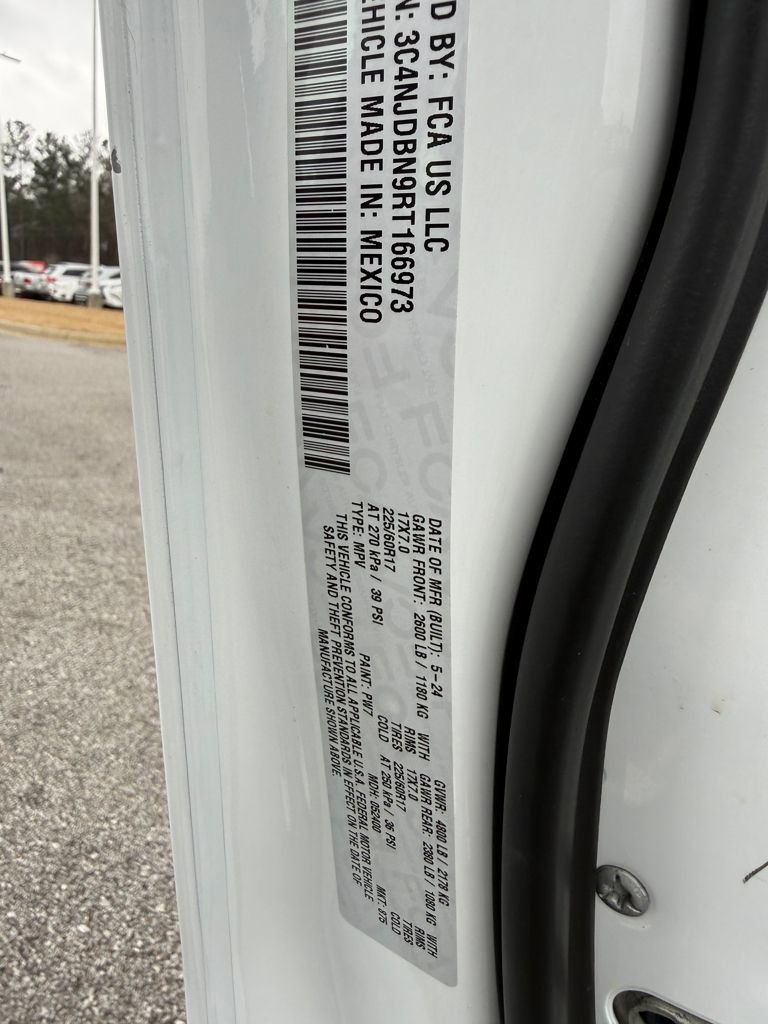 D BY: FCA US LLC
N: 3C4NJDBN9RT166973
EHICLE MADE IN: MEXICO
DATE OF MFR (BUILT): 5-24 GVWR: 4800 LB / 2178 KG
GAWR FRONT: 2600 LB / 1180 KG WITH GAWR REAR: 2380 LB / 1080 KG WITH
17X7.0 RIMS 17X7.0 RIMS
225/60R17 TIRES 225/60R17 TIRES
AT 270 kPa / 39 PSI COLD AT 250 kPa / 36 PSI COLD
TYPE: MPV PAINT: PW7 MDH: 052400 MKT: 875
THIS VEHICLE CONFORMS TO ALL APPLICABLE U.S.A. FEDERAL MOTOR VEHICLE
SAFETY AND THEFT PREVENTION STANDARDS IN EFFECT ON THE DATE OF
MANUFACTURE SHOWN ABOVE.